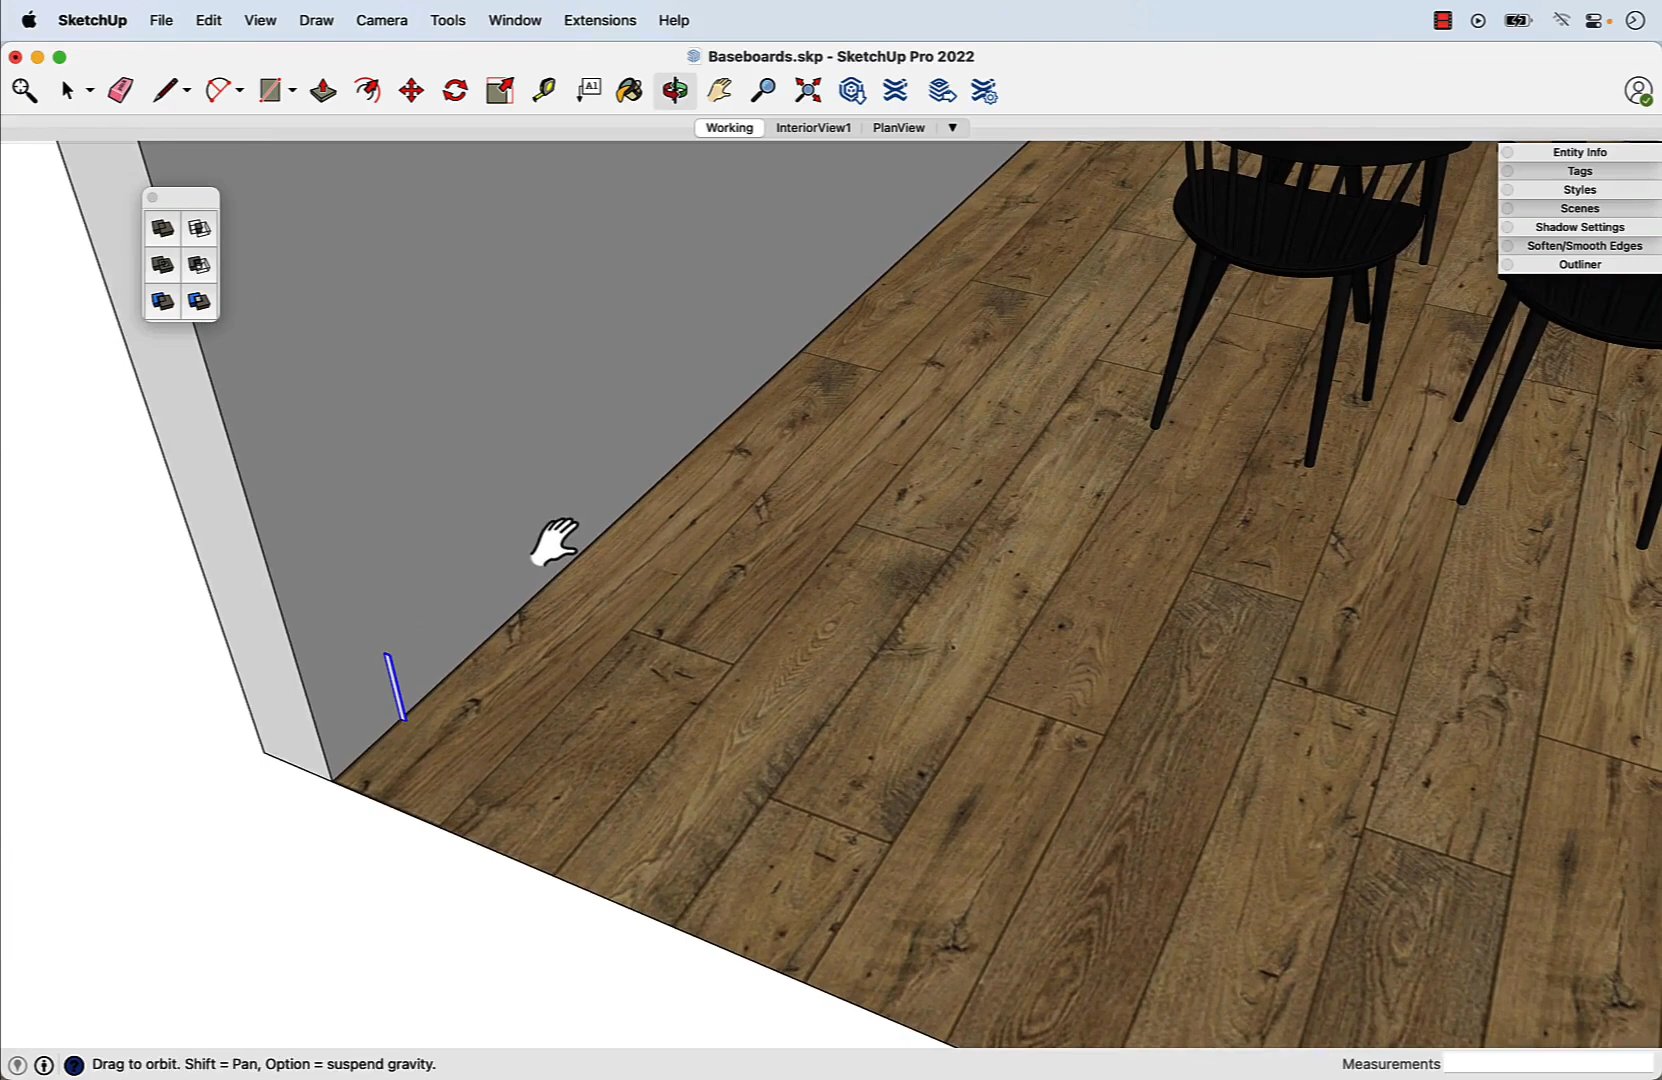 SketchUp File Edit View Draw Camera Tools Window Extensions Help
Baseboards.skp - SketchUp Pro 2022
A1
Working InteriorView1 PlanView ▼
Entity Info
Tags
Styles
Scenes
Shadow Settings
Soften/Smooth Edges
Outliner
Drag to orbit. Shift = Pan, Option = suspend gravity.
Measurements